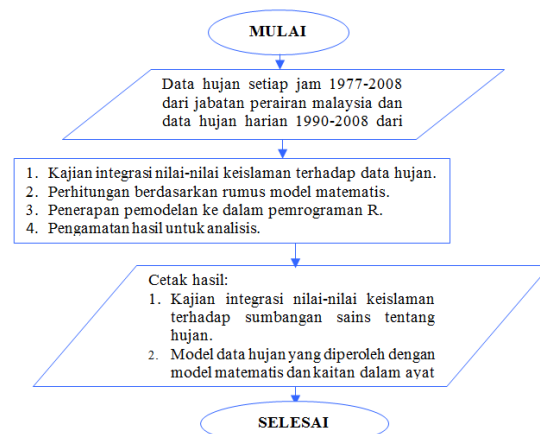 MULAI
Data hujan setiap jam 1977-2008
dari jabatan perairan malaysia dan
data hujan harian 1990-2008 dari
1. Kajian integrasi nilai-nilai keislaman terhadap data hujan.
2. Perhitungan berdasarkan rumus model matematis.
3. Penerapan pemodelan ke dalam pemrograman R.
4. Pengamatan hasil untuk analisis.
Cetak hasil:
1. Kajian integrasi nilai-nilai keislaman
terhadap sumbangan sains tentang
hujan.
2. Model data hujan yang diperoleh dengan
model matematis dan kaitan dalam ayat
SELESAI